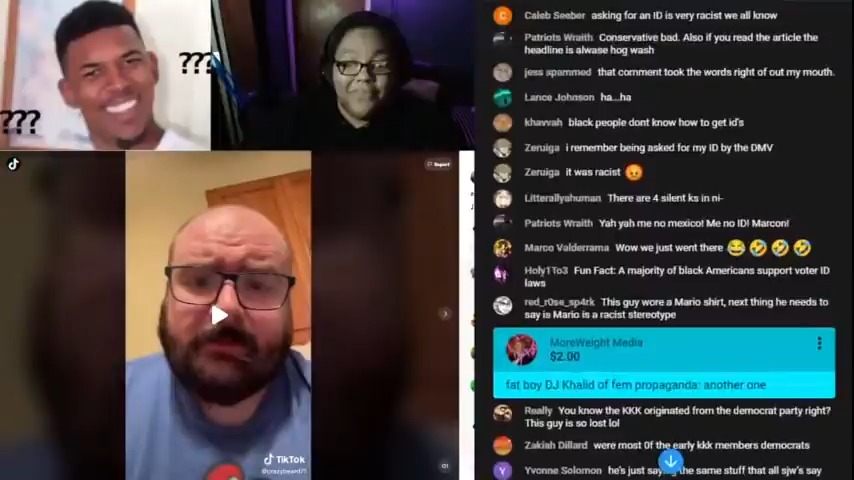 ???
???
Report
TikTok
@crazybeard71
Caleb Seeber asking for an ID is very racist we all know
Patriots Wraith Conservative bad. Also if you read the article the
headline is alwase hog wash
jess spammed that comment took the words right of out my mouth.
Lance Johnson ha...ha
khavvah black people dont know how to get id's
Zeruiga i remember being asked for my ID by the DMV
Zeruiga it was racist 😡
Litterallyahuman There are 4 silent ks in ni-
Patriots Wraith Yah yah me no mexico! Me no ID! Marcon!
Marco Valderrama Wow we just went there 😂🤣🤣🤣
Holy1To3 Fun Fact: A majority of black Americans support voter ID
laws
red_r0se_sp4rk This guy wore a Mario shirt, next thing he needs to
say is Mario is a racist stereotype
MoreWeight Media
$2.00
fat boy DJ Khalid of fem propaganda: another one
Really You know the KKK originated from the democrat party right?
This guy is so lost lol
Zakiah Dillard were most 0f the early kkk members democrats
Y Yvonne Solomon he's just saying the same stuff that all sjw's say